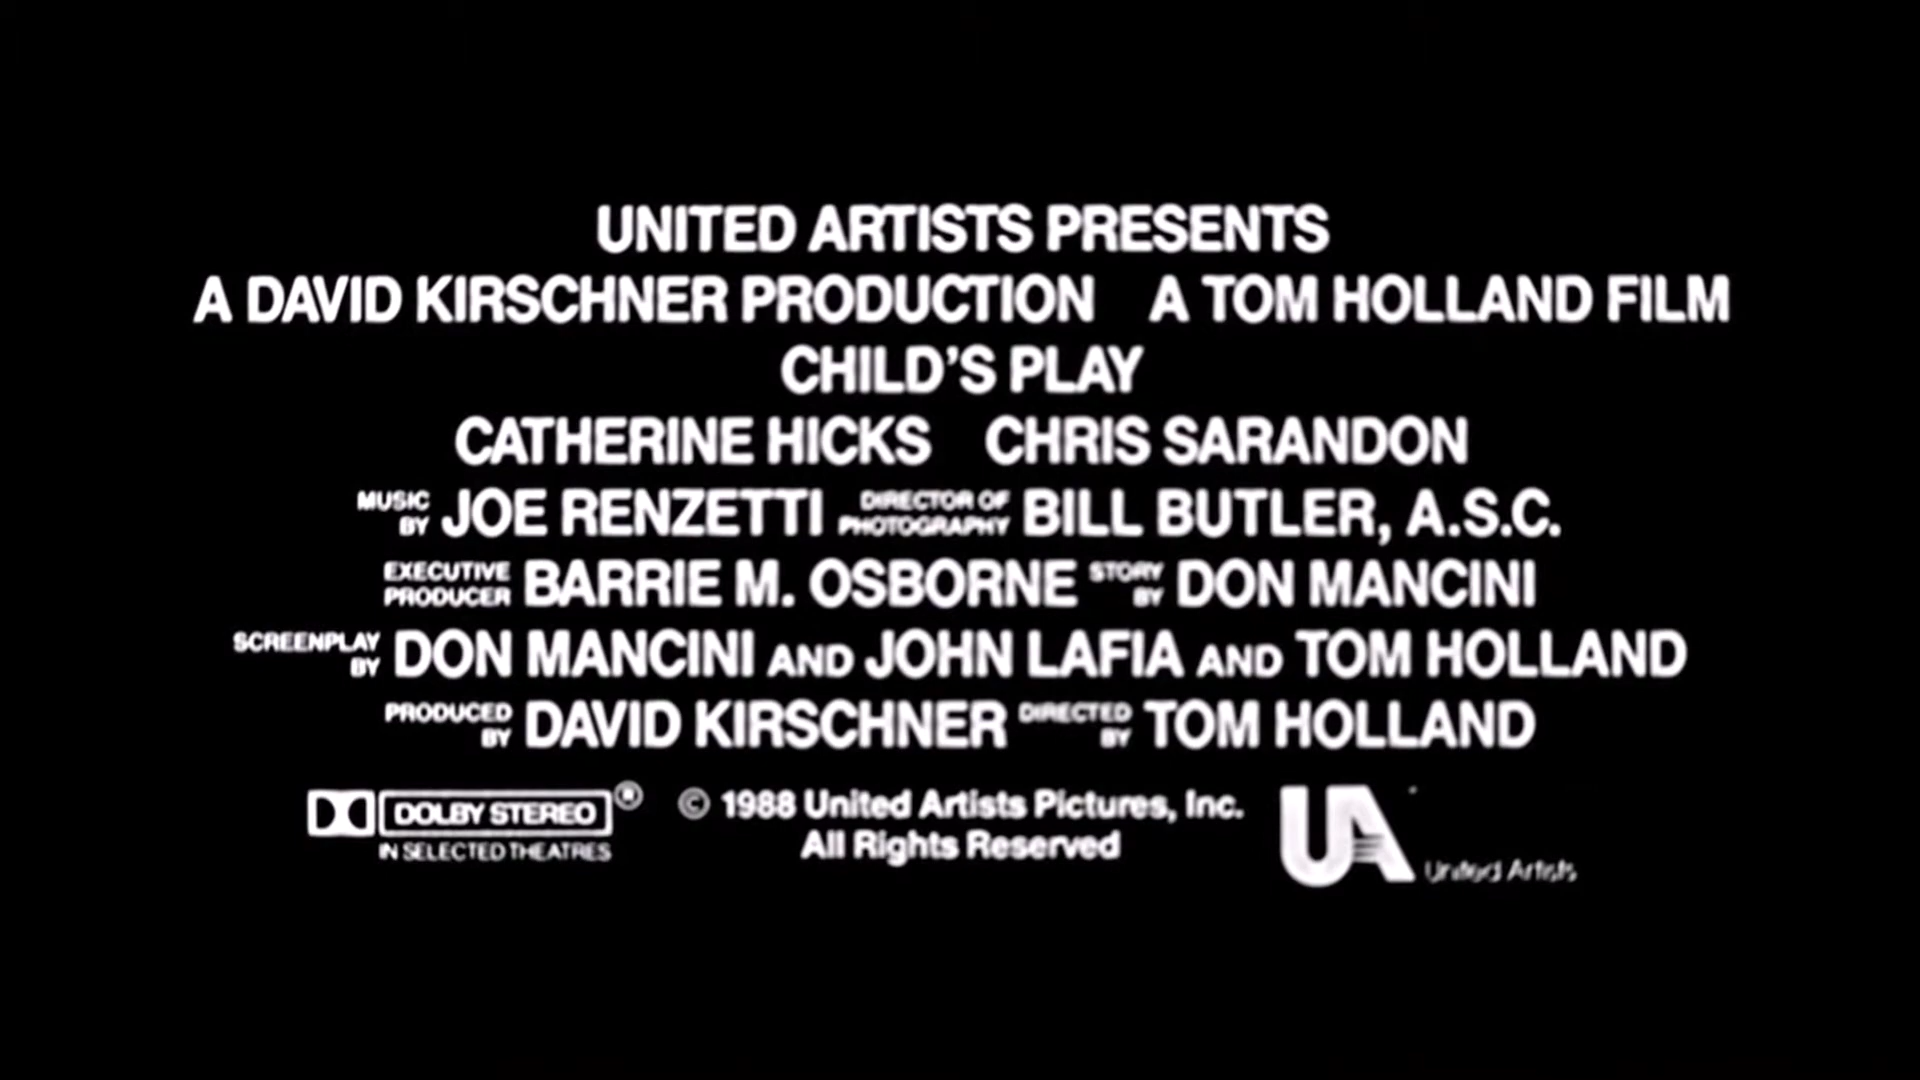 UNITED ARTISTS PRESENTS
A DAVID KIRSCHNER PRODUCTION A TOM HOLLAND FILM
CHILD'S PLAY
CATHERINE HICKS CHRIS SARANDON
MUSIC BY JOE RENZETTI DIRECTOR OF PHOTOGRAPHY BILL BUTLER, A.S.C.
EXECUTIVE PRODUCER BARRIE M. OSBORNE STORY BY DON MANCINI
SCREENPLAY BY DON MANCINI AND JOHN LAFIA AND TOM HOLLAND
PRODUCED BY DAVID KIRSCHNER DIRECTED BY TOM HOLLAND
DOLBY STEREO ® IN SELECTED THEATRES
© 1988 United Artists Pictures, Inc.
All Rights Reserved
UA United Artists